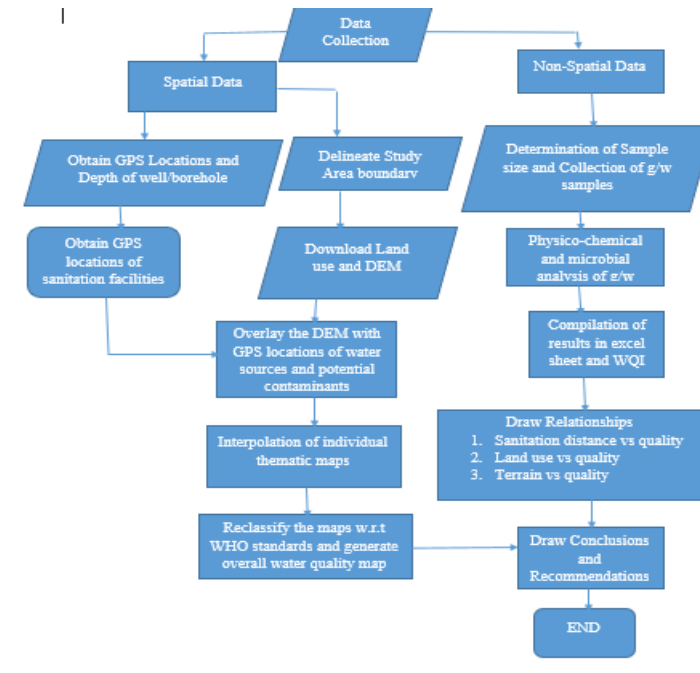 Data
Collection
Spatial Data
Non-Spatial Data
Obtain GPS Locations and
Depth of well/borehole
Delineate Study
Area boundary
Determination of Sample
size and Collection of g/w
samples
Obtain GPS
locations of
sanitation facilities
Download Land
use and DEM
Physico-chemical
and microbial
analysis of g/w
Overlay the DEM with
GPS locations of water
sources and potential
contaminants
Compilation of
results in excel
sheet and WQI
Interpolation of individual
thematic maps
Draw Relationships
1. Sanitation distance vs quality
2. Land use vs quality
3. Terrain vs quality
Reclassify the maps w.r.t
WHO standards and generate
overall water quality map
Draw Conclusions
and
Recommendations
END